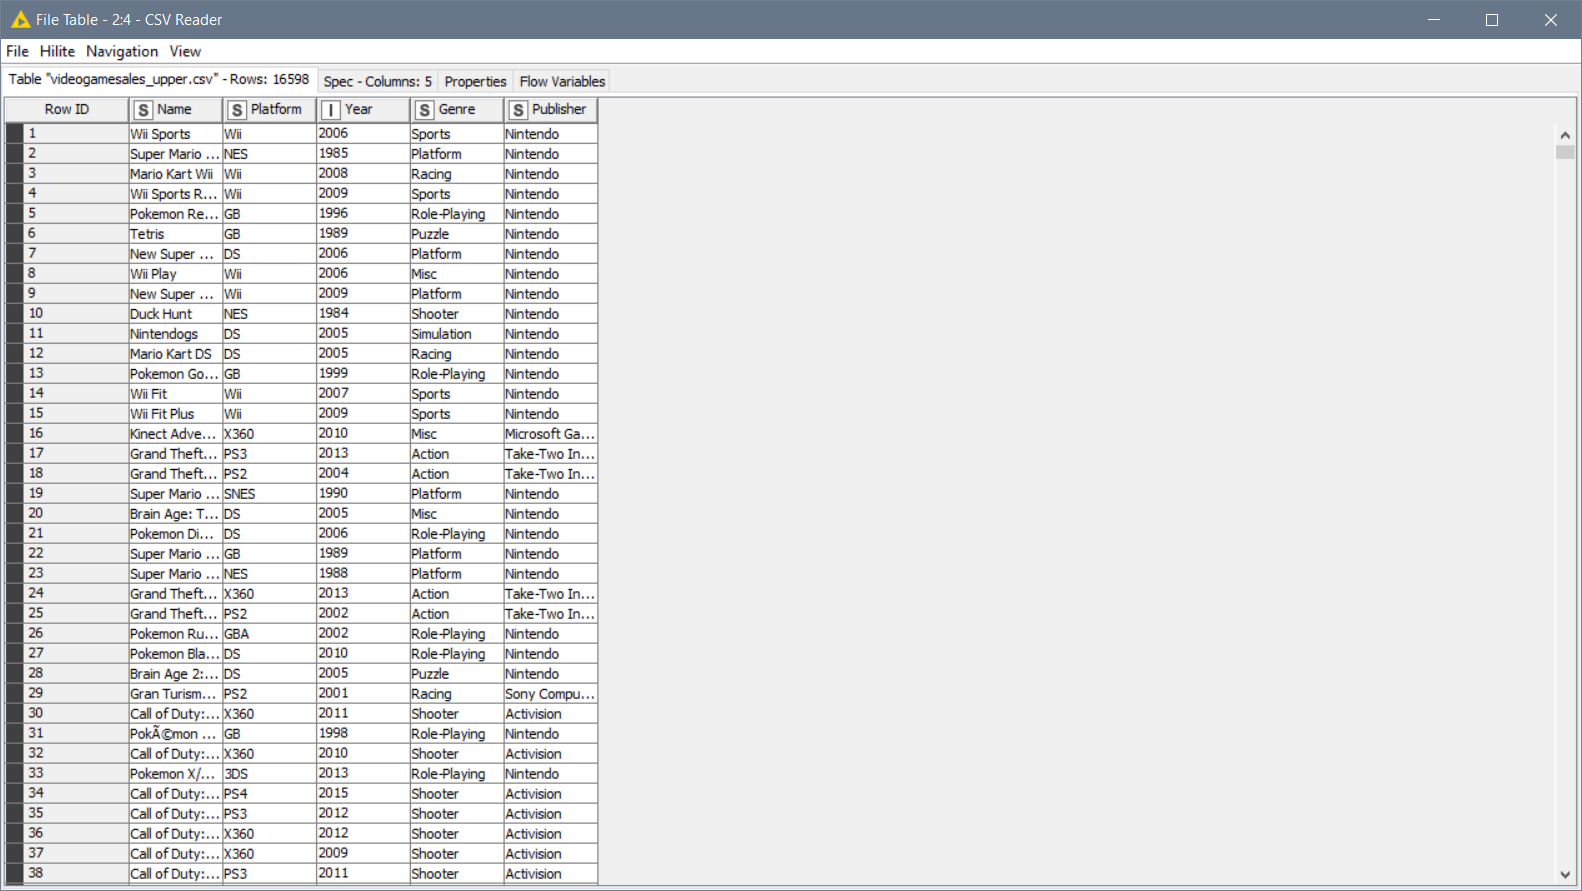 File Table - 2:4 - CSV Reader
File Hilite Navigation View
Table "videogamesales_upper.csv" - Rows: 16598 Spec - Columns: 5 Properties Flow Variables
Row ID S Name S Platform I Year S Genre S Publisher
1 Wii Sports Wii 2006 Sports Nintendo
2 Super Mario ... NES 1985 Platform Nintendo
3 Mario Kart Wii Wii 2008 Racing Nintendo
4 Wii Sports R... Wii 2009 Sports Nintendo
5 Pokemon Re... GB 1996 Role-Playing Nintendo
6 Tetris GB 1989 Puzzle Nintendo
7 New Super ... DS 2006 Platform Nintendo
8 Wii Play Wii 2006 Misc Nintendo
9 New Super ... Wii 2009 Platform Nintendo
10 Duck Hunt NES 1984 Shooter Nintendo
11 Nintendogs DS 2005 Simulation Nintendo
12 Mario Kart DS DS 2005 Racing Nintendo
13 Pokemon Go... GB 1999 Role-Playing Nintendo
14 Wii Fit Wii 2007 Sports Nintendo
15 Wii Fit Plus Wii 2009 Sports Nintendo
16 Kinect Adve... X360 2010 Misc Microsoft Ga...
17 Grand Theft... PS3 2013 Action Take-Two In...
18 Grand Theft... PS2 2004 Action Take-Two In...
19 Super Mario ... SNES 1990 Platform Nintendo
20 Brain Age: T... DS 2005 Misc Nintendo
21 Pokemon Di... DS 2006 Role-Playing Nintendo
22 Super Mario ... GB 1989 Platform Nintendo
23 Super Mario ... NES 1988 Platform Nintendo
24 Grand Theft... X360 2013 Action Take-Two In...
25 Grand Theft... PS2 2002 Action Take-Two In...
26 Pokemon Ru... GBA 2002 Role-Playing Nintendo
27 Pokemon Bla... DS 2010 Role-Playing Nintendo
28 Brain Age 2:... DS 2005 Puzzle Nintendo
29 Gran Turism... PS2 2001 Racing Sony Compu...
30 Call of Duty:... X360 2011 Shooter Activision
31 PokÃ©mon ... GB 1998 Role-Playing Nintendo
32 Call of Duty:... X360 2010 Shooter Activision
33 Pokemon X/... 3DS 2013 Role-Playing Nintendo
34 Call of Duty:... PS4 2015 Shooter Activision
35 Call of Duty:... PS3 2012 Shooter Activision
36 Call of Duty:... X360 2012 Shooter Activision
37 Call of Duty:... X360 2009 Shooter Activision
38 Call of Duty:... PS3 2011 Shooter Activision